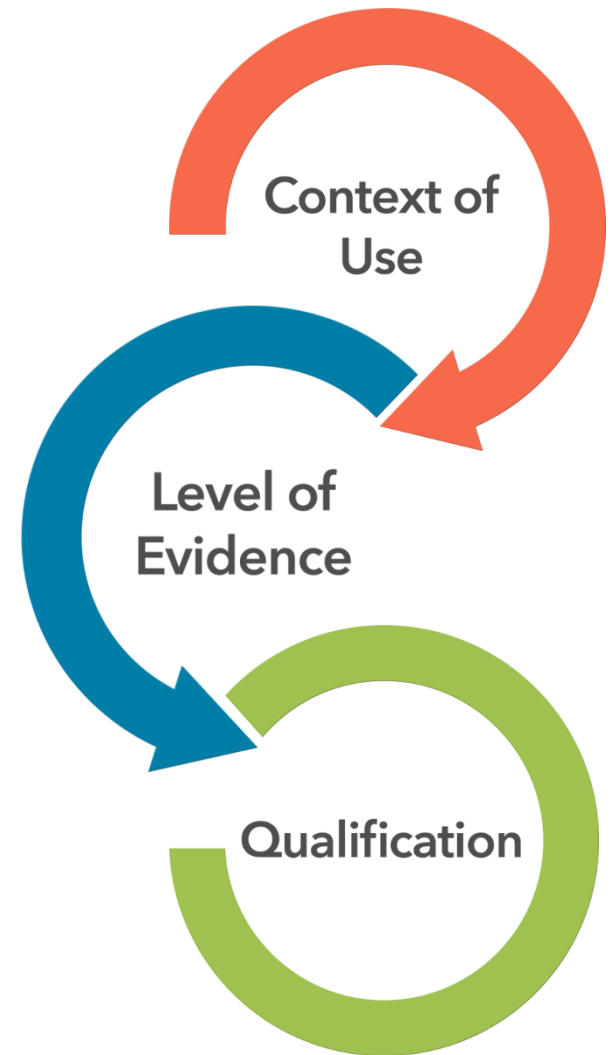 Context of
Use
Level of
Evidence
Qualification